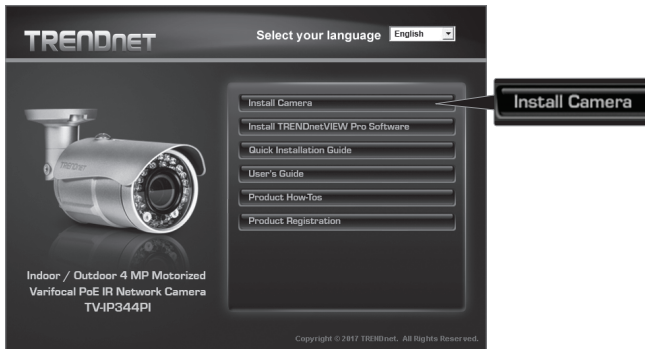 TRENDnet
Select your language English
Install Camera
Install Camera
Install TRENDnetVIEW Pro Software
Quick Installation Guide
User's Guide
Product How-Tos
Product Registration
TRENDnet
Indoor / Outdoor 4 MP Motorized
Varifocal PoE IR Network Camera
TV-IP344PI
Copyright © 2017 TRENDnet. All Rights Reserved.